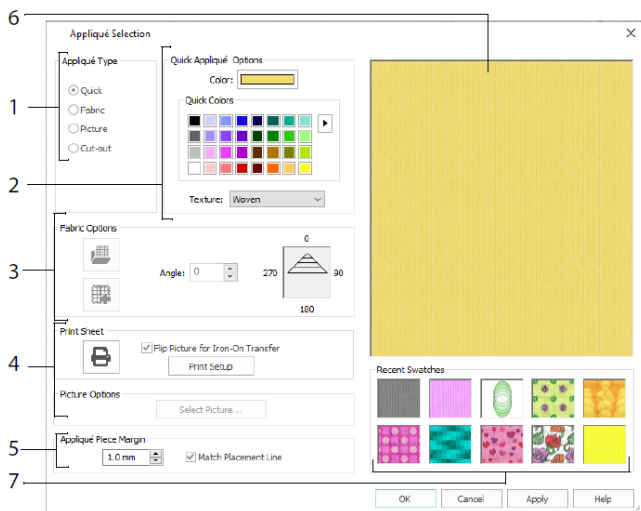 6
Appliqué Selection
Appliqué Type
Quick
Fabric
Picture
Cut-out
1
Quick Appliqué Options
Color:
Quick Colors
Texture: Woven
2
Fabric Options
Angle: 0
0
270
90
180
3
Print Sheet
Flip Picture for Iron-On Transfer
Print Setup
4
Picture Options
Select Picture...
Appliqué Piece Margin
5
1.0 mm
Match Placement Line
Recent Swatches
7
OK
Cancel
Apply
Help